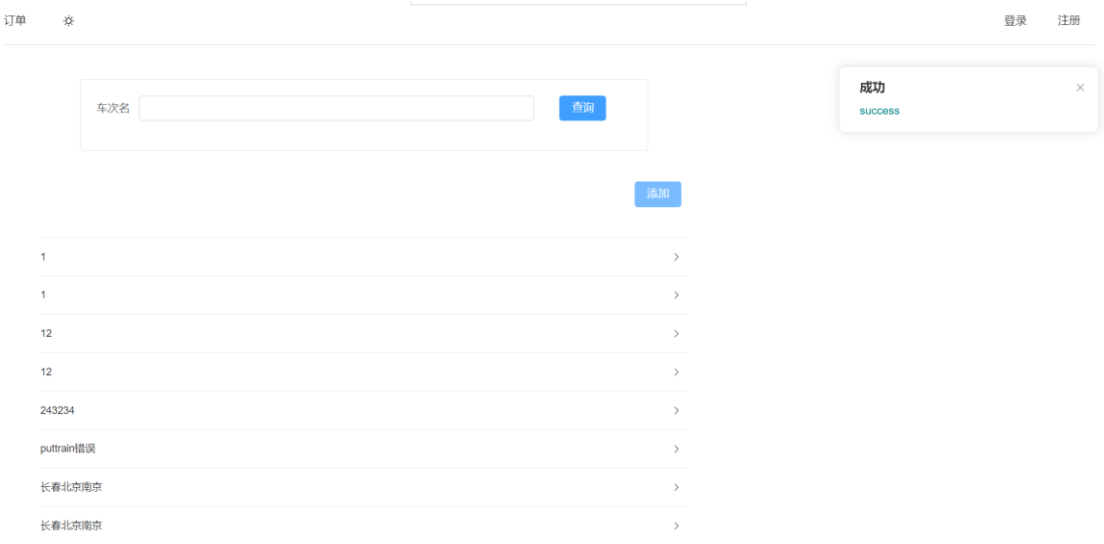 订单
登录 注册
成功
success
车次名 查询
添加
1
1
12
12
243234
puttrain错误
长春北京南京
长春北京南京